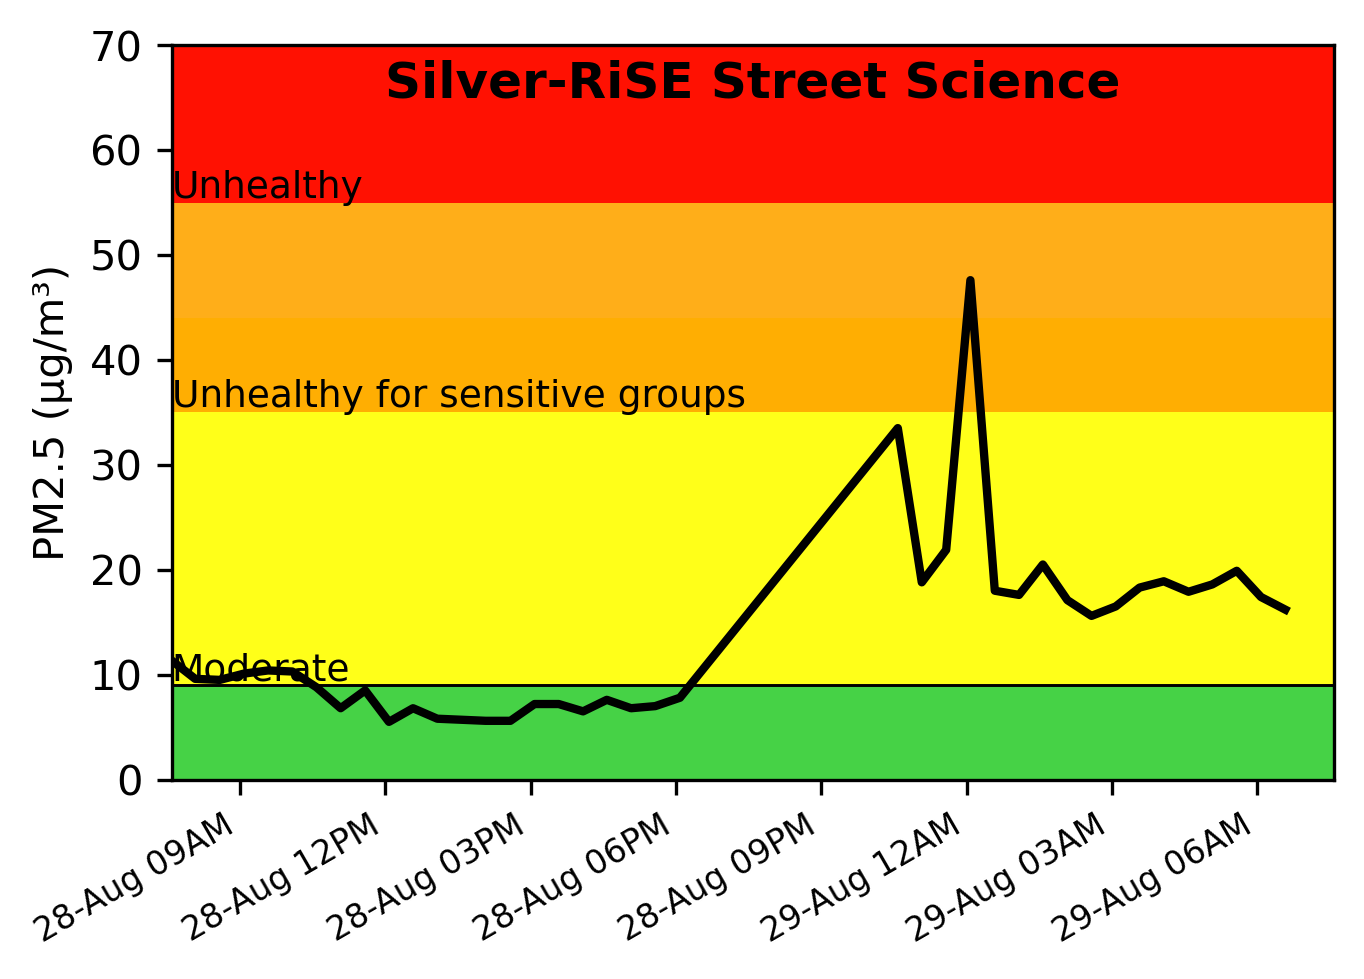 Silver-RiSE Street Science
70
60
Unhealthy
50
40
Unhealthy for sensitive groups
30
20
10
Moderate
0
PM2.5 (µg/m³)
28-Aug 09AM
28-Aug 12PM
28-Aug 03PM
28-Aug 06PM
28-Aug 09PM
29-Aug 12AM
29-Aug 03AM
29-Aug 06AM